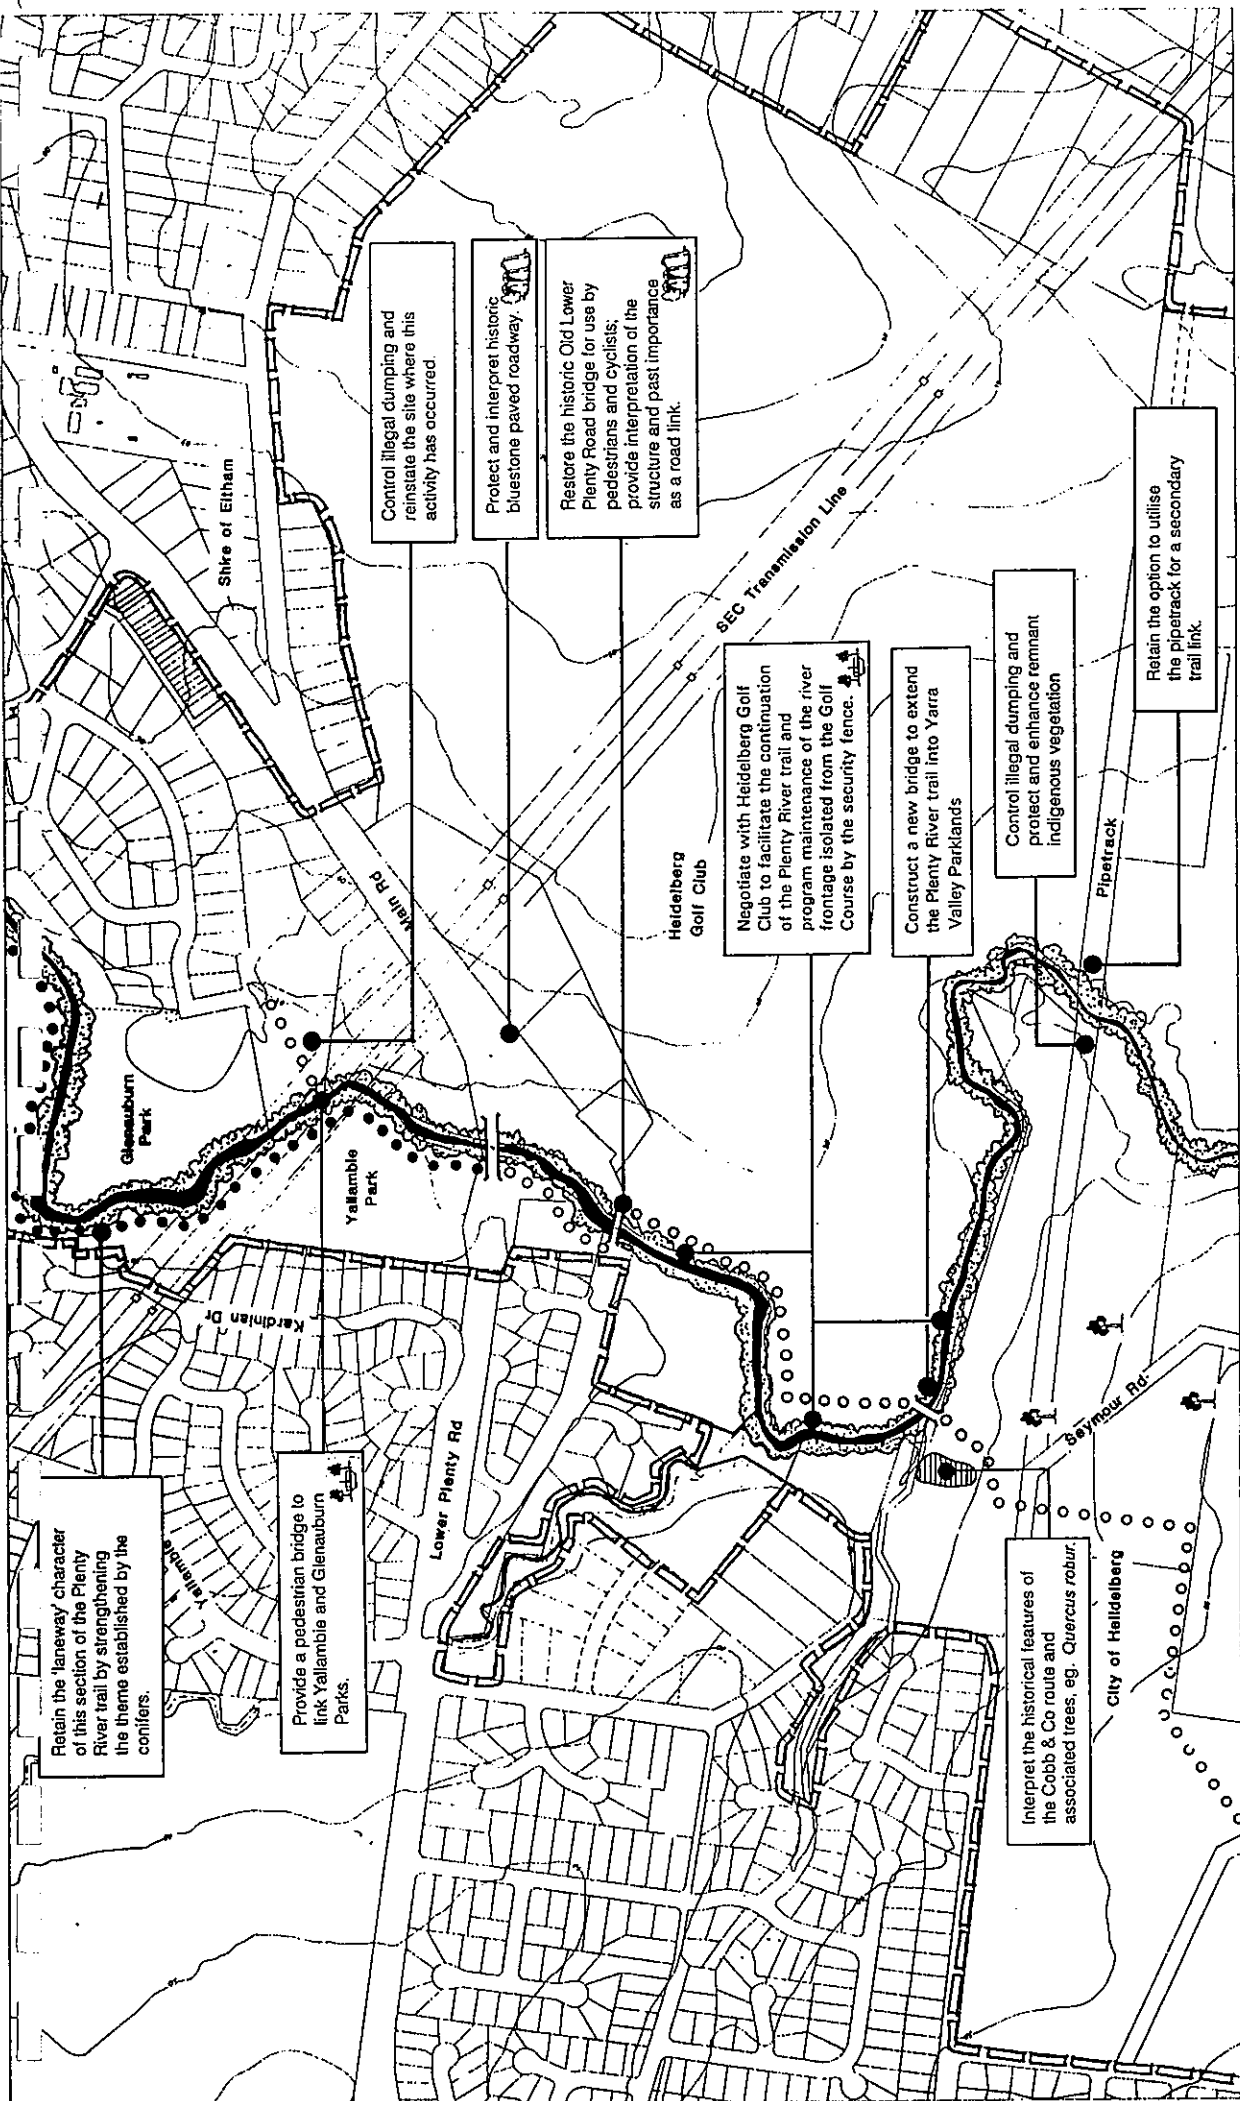 Retain the 'laneway' character
of this section of the Plenty
River trail by strengthening
the theme established by the
conifers.
Provide a pedestrian bridge to
link Yallambie and Glenauburn
Parks.
Control illegal dumping and
reinstate the site where this
activity has occurred.
Protect and interpret historic
bluestone paved roadway.
Restore the historic Old Lower
Plenty Road bridge for use by
pedestrians and cyclists;
provide interpretation of the
structure and past importance
as a road link.
Negotiate with Heidelberg Golf
Club to facilitate the continuation
of the Plenty River trail and
program maintenance of the river
frontage isolated from the Golf
Course by the security fence.
Construct a new bridge to extend
the Plenty River trail into Yarra
Valley Parklands
Control illegal dumping and
protect and enhance remnant
indigenous vegetation
Retain the option to utilise
the pipetrack for a secondary
trail link.
Interpret the historical features of
the Cobb & Co route and
associated trees, eg. Quercus robur.
Glenauburn
Park
Yallambie
Park
Yallambie
Kardinian Dr
Lower Plenty Rd
Main Rd
Shire of Eltham
SEC Transmission Line
Heidelberg
Golf Club
Pipetrack
Seymour Rd
City of Heidelberg